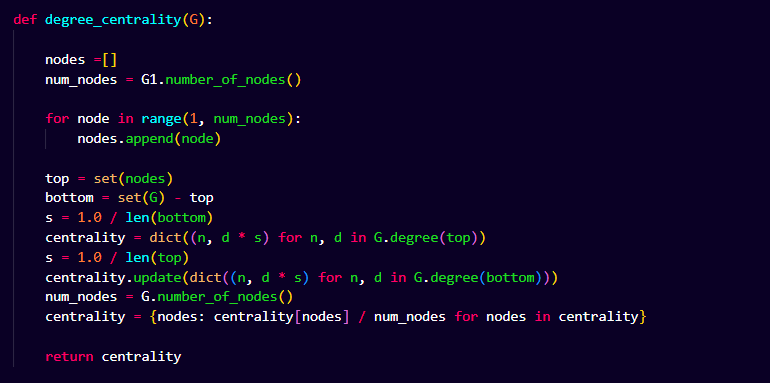 def degree_centrality(G):
nodes =[]
num_nodes = G1.number_of_nodes()
for node in range(1, num_nodes):
nodes.append(node)
top = set(nodes)
bottom = set(G) - top
s = 1.0 / len(bottom)
centrality = dict((n, d * s) for n, d in G.degree(top))
s = 1.0 / len(top)
centrality.update(dict((n, d * s) for n, d in G.degree(bottom)))
num_nodes = G.number_of_nodes()
centrality = {nodes: centrality[nodes] / num_nodes for nodes in centrality}
return centrality